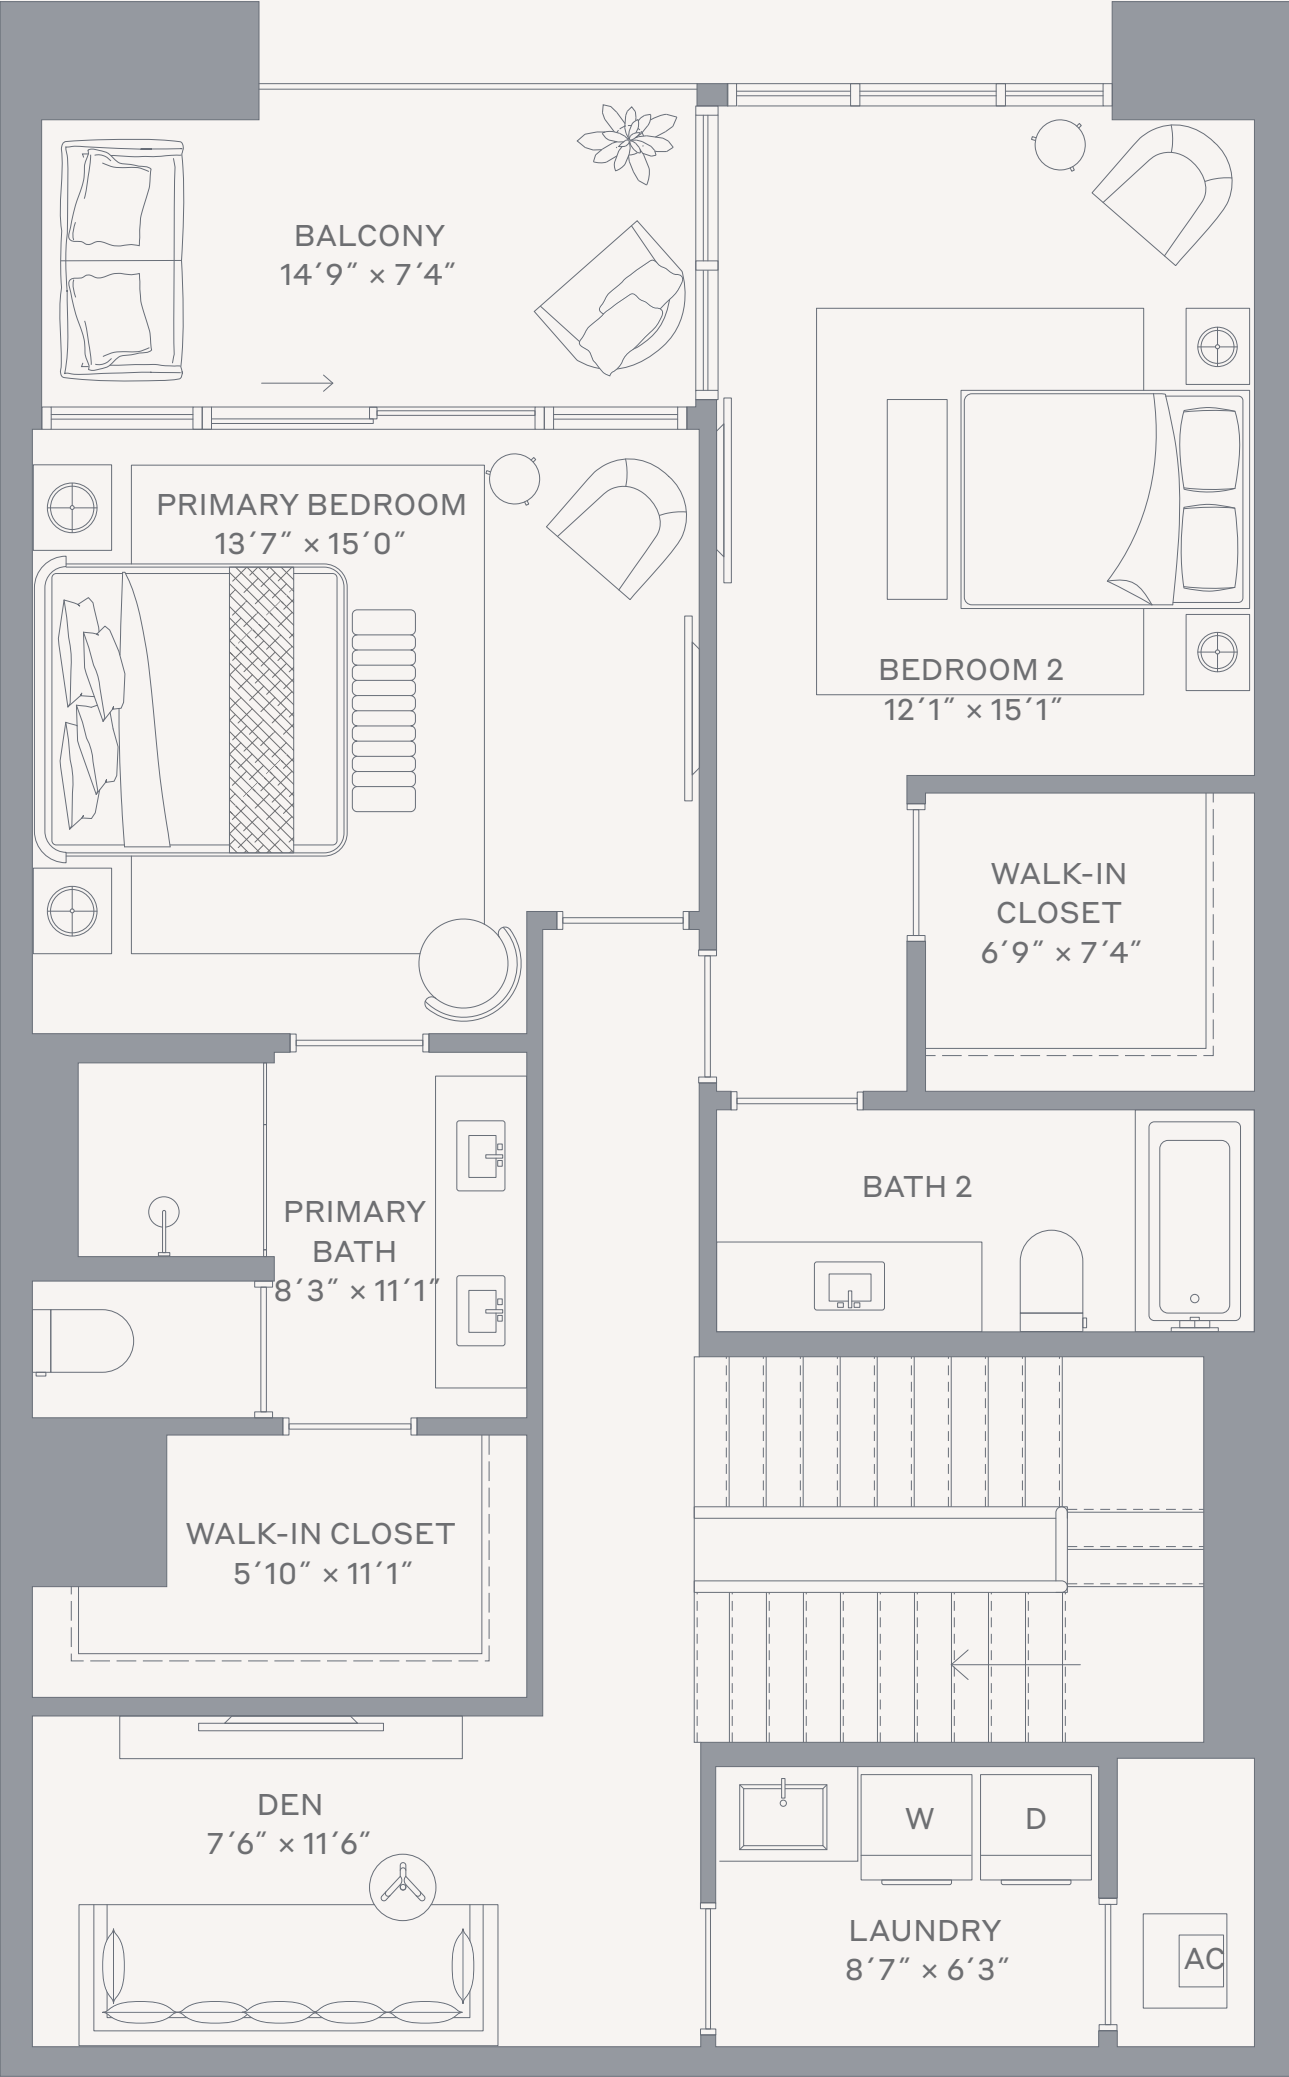 BALCONY
14′9″ × 7′4″
PRIMARY BEDROOM
13′7″ × 15′0″
BEDROOM 2
12′1″ × 15′1″
WALK-IN
CLOSET
6′9″ × 7′4″
BATH 2
PRIMARY
BATH
8′3″ × 11′1″
WALK-IN CLOSET
5′10″ × 11′1″
DEN
7′6″ × 11′6″
W
D
LAUNDRY
8′7″ × 6′3″
AC